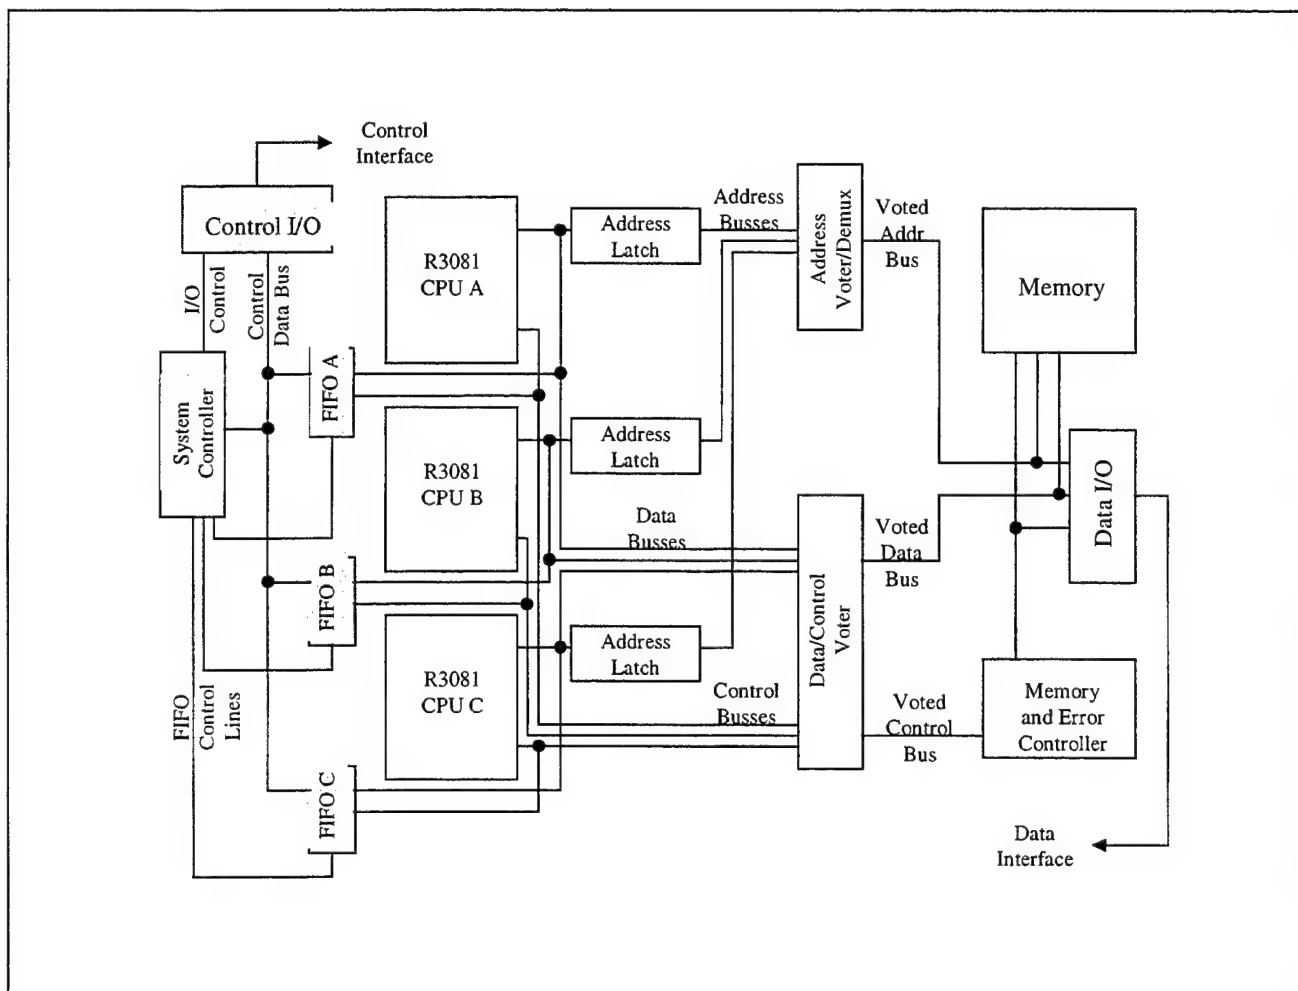 Control
Interface
Control I/O
I/O
Control
Control
Data Bus
System
Controller
FIFO A
FIFO B
FIFO C
FIFO
Control
Lines
R3081
CPU A
R3081
CPU B
R3081
CPU C
Address
Latch
Address
Latch
Address
Latch
Address
Busses
Data
Busses
Control
Busses
Address
Voter/Demux
Data/Control
Voter
Voted
Addr
Bus
Voted
Data
Bus
Voted
Control
Bus
Memory
Data I/O
Memory
and Error
Controller
Data
Interface